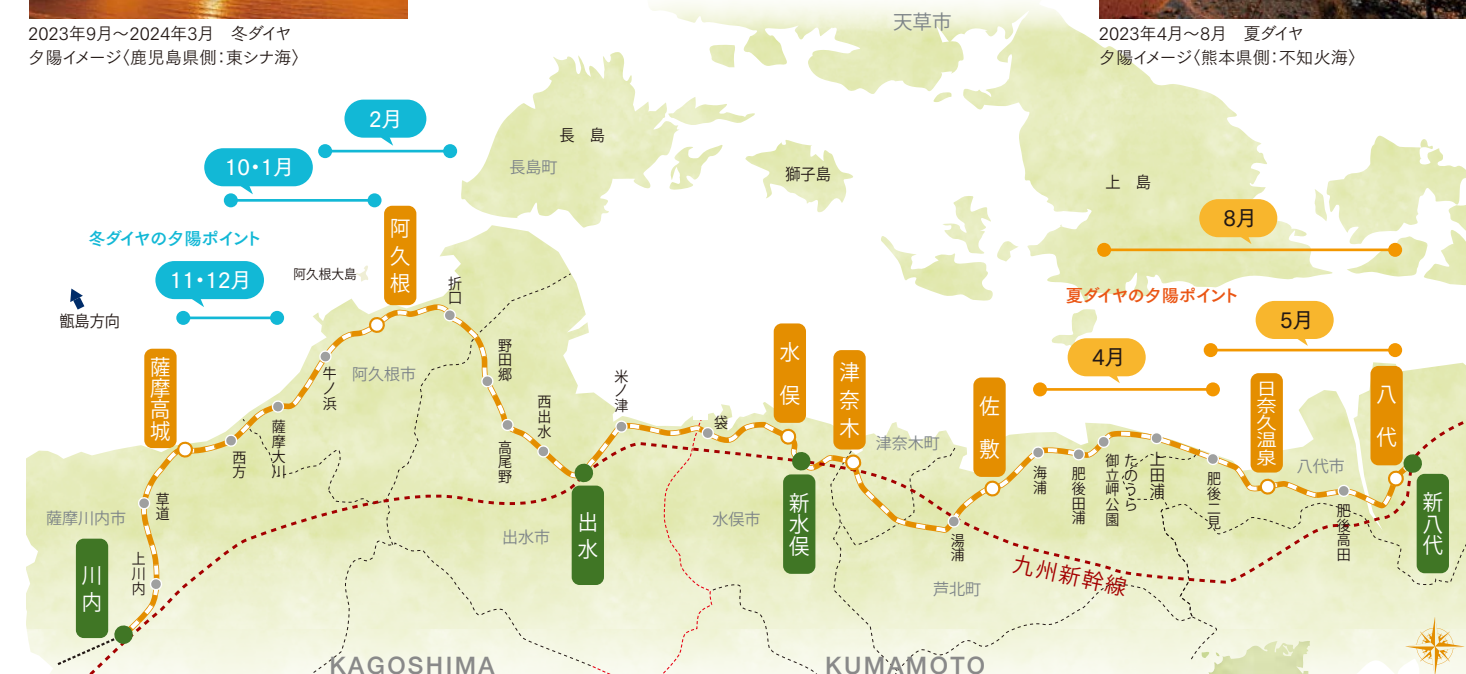 2023年9月〜2024年3月　冬ダイヤ
夕陽イメージ〈鹿児島県側：東シナ海〉
天草市
2023年4月〜8月　夏ダイヤ
夕陽イメージ〈熊本県側：不知火海〉
2月
10・1月
冬ダイヤの夕陽ポイント
11・12月
甑島方向
長　島
長島町
獅子島
上　島
8月
夏ダイヤの夕陽ポイント
5月
4月
阿久根大島
阿久根
折口
薩摩高城
牛ノ浜
阿久根市
野田郷
西出水
米ノ津
水俣
津奈木
袋
佐敷
津奈木町
日奈久温泉
八代
八代市
西方
薩摩大川
高尾野
海浦
肥後田浦
たのうら
御立岬公園
上田浦
肥後二見
肥後高田
新八代
草道
薩摩川内市
上川内
川内
出水
出水市
水俣市
新水俣
湯浦
九州新幹線
芦北町
KAGOSHIMA
KUMAMOTO